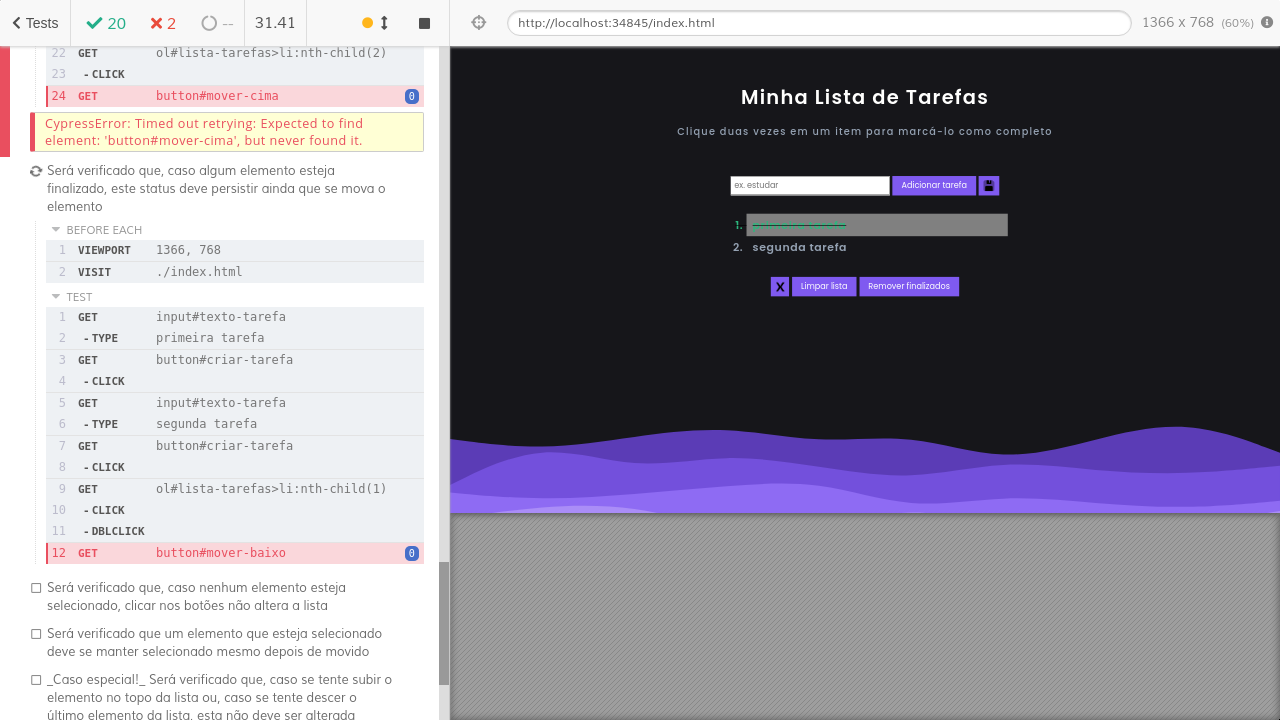 Tests
20
2
--
31.41
http://localhost:34845/index.html
1366 x 768 (60%)
22 GET ol#lista-tarefas>li:nth-child(2)
23 - CLICK
24 GET button#mover-cima 0
CypressError: Timed out retrying: Expected to find
element: 'button#mover-cima', but never found it.
Será verificado que, caso algum elemento esteja
finalizado, este status deve persistir ainda que se mova o
elemento
BEFORE EACH
1 VIEWPORT 1366, 768
2 VISIT ./index.html
TEST
1 GET input#texto-tarefa
2 - TYPE primeira tarefa
3 GET button#criar-tarefa
4 - CLICK
5 GET input#texto-tarefa
6 - TYPE segunda tarefa
7 GET button#criar-tarefa
8 - CLICK
9 GET ol#lista-tarefas>li:nth-child(1)
10 - CLICK
11 - DBLCLICK
12 GET button#mover-baixo 0
Será verificado que, caso nenhum elemento esteja
selecionado, clicar nos botões não altera a lista
Será verificado que um elemento que esteja selecionado
deve se manter selecionado mesmo depois de movido
_Caso especial!_ Será verificado que, caso se tente subir o
elemento no topo da lista ou, caso se tente descer o
último elemento da lista, esta não deve ser alterada
Minha Lista de Tarefas
Clique duas vezes em um item para marcá-lo como completo
ex. estudar
Adicionar tarefa
1. tarefa
2. segunda tarefa
X
Limpar lista
Remover finalizados